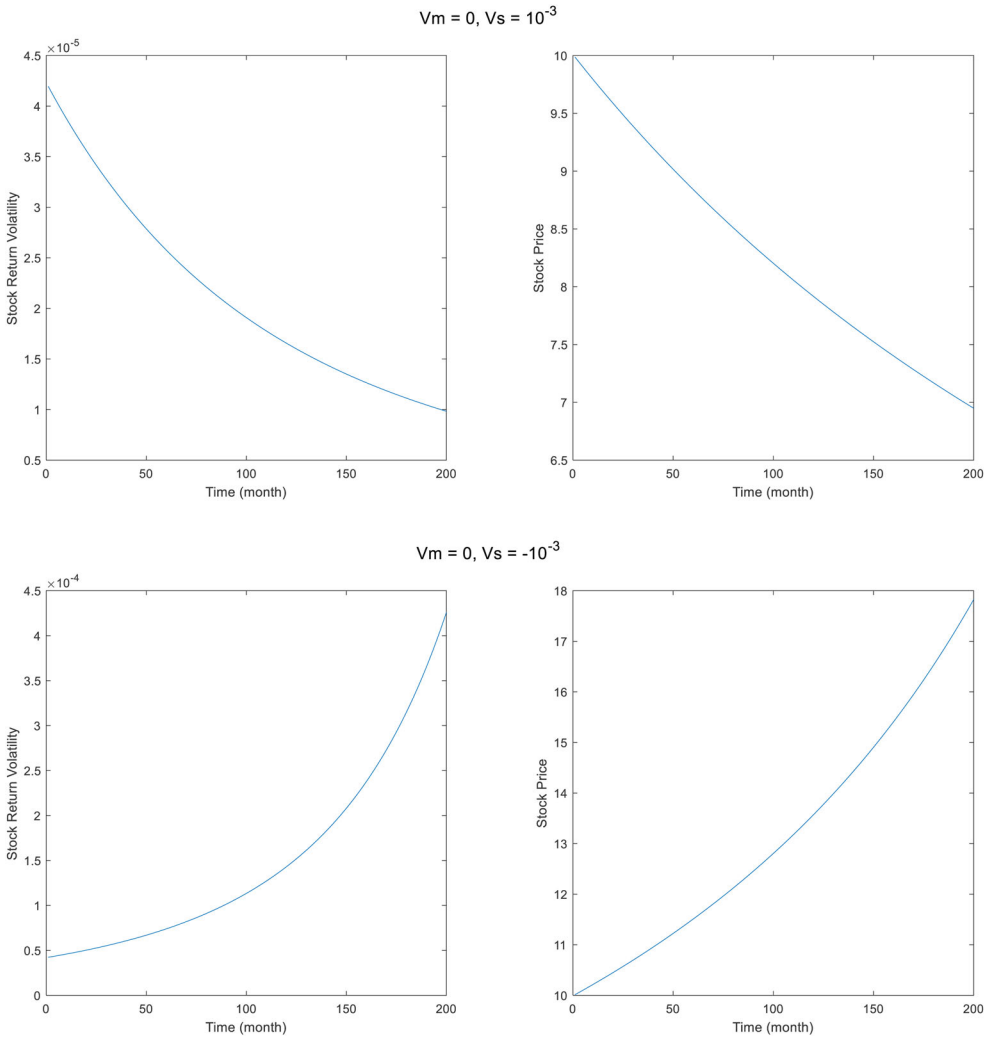 Vm = 0, Vs = 10^-3
×10^-5
4.5
4
3.5
3
2.5
2
1.5
1
0.5
Stock Return Volatility
0 50 100 150 200
Time (month)
10
9.5
9
8.5
8
7.5
7
6.5
Stock Price
0 50 100 150 200
Time (month)
Vm = 0, Vs = -10^-3
×10^-4
4.5
4
3.5
3
2.5
2
1.5
1
0.5
0
Stock Return Volatility
0 50 100 150 200
Time (month)
18
17
16
15
14
13
12
11
10
Stock Price
0 50 100 150 200
Time (month)